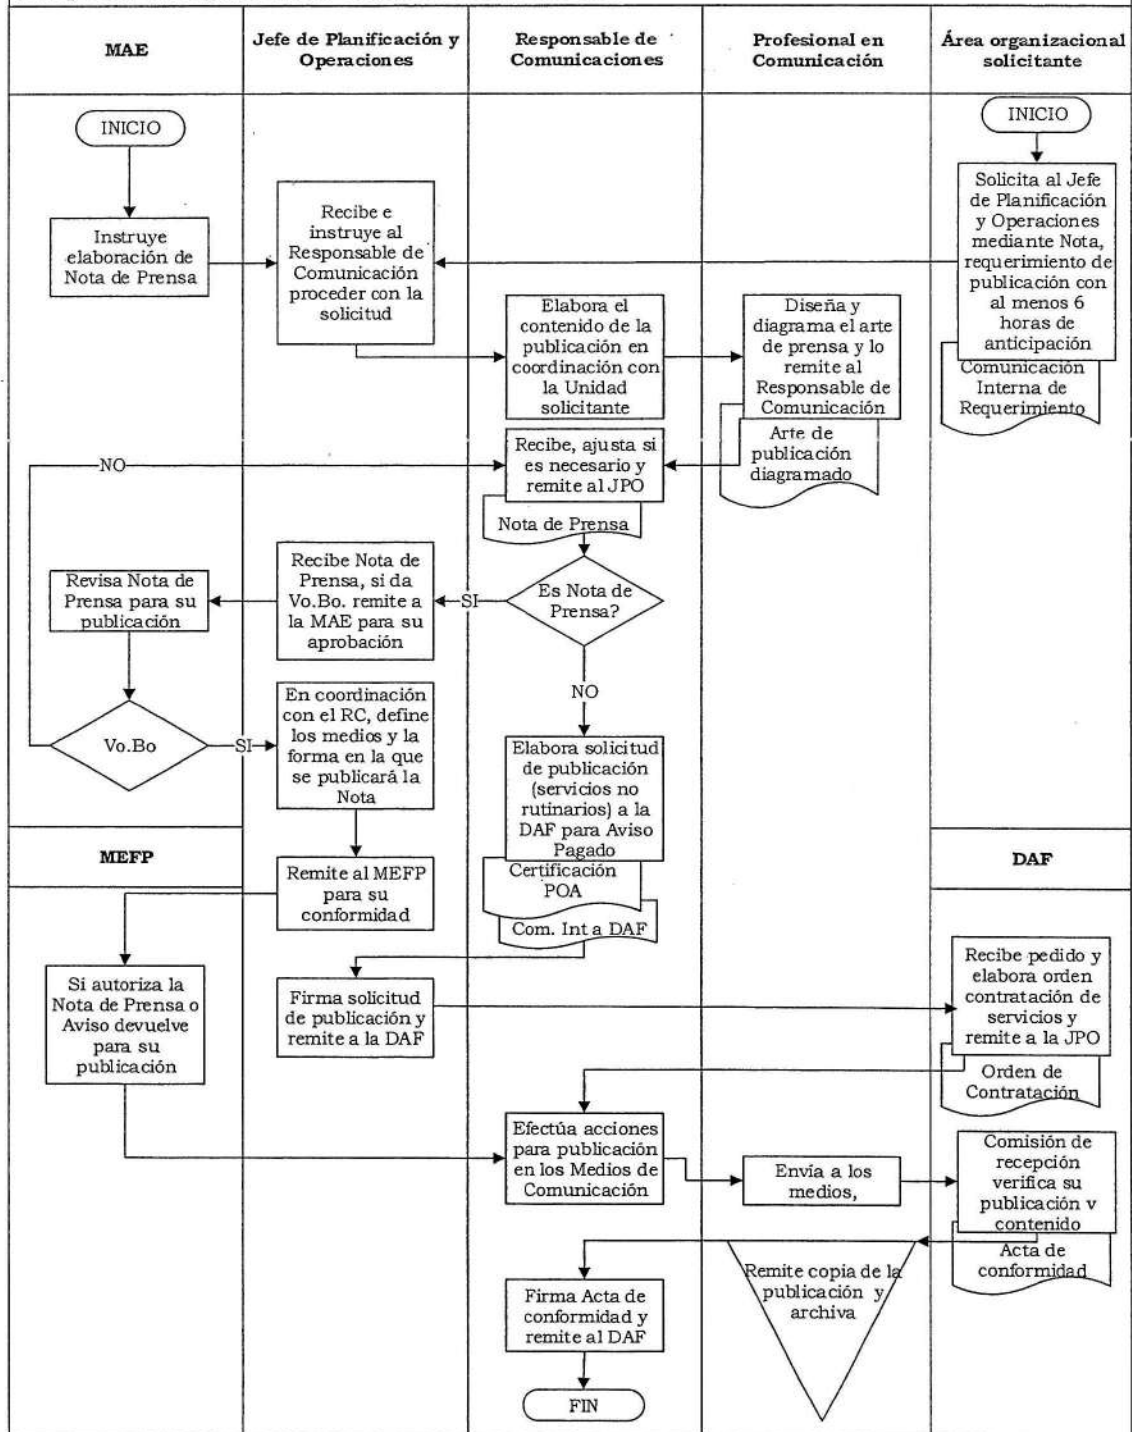 MAE
Jefe de Planificación y
Operaciones
Responsable de
Comunicaciones
Profesional en
Comunicación
Área organizacional
solicitante
INICIO
INICIO
Instruye
elaboración de
Nota de Prensa
Recibe e
instruye al
Responsable de
Comunicación
proceder con la
solicitud
Solicita al Jefe
de Planificación
y Operaciones
mediante Nota,
requerimiento de
publicación con
al menos 6
horas de
anticipación
Comunicación
Interna de
Requerimiento
Elabora el
contenido de la
publicación en
coordinación con
la Unidad
solicitante
Diseña y
diagrama el arte
de prensa y lo
remite al
Responsable de
Comunicación
Arte de
publicación
diagramado
NO
Recibe, ajusta si
es necesario y
remite al JPO
Nota de Prensa
Revisa Nota de
Prensa para su
publicación
Recibe Nota de
Prensa, si da
Vo.Bo. remite a
la MAE para su
aprobación
SI
Es Nota de
Prensa?
NO
Vo.Bo
SI
En coordinación
con el RC, define
los medios y la
forma en la que
se publicará la
Nota
Elabora solicitud
de publicación
(servicios no
rutinarios) a la
DAF para Aviso
Pagado
Certificación
POA
Com. Int a DAF
MEFP
DAF
Remite al MEFP
para su
conformidad
Si autoriza la
Nota de Prensa o
Aviso devuelve
para su
publicación
Firma solicitud
de publicación y
remite a la DAF
Recibe pedido y
elabora orden
contratación de
servicios y
remite a la JPO
Orden de
Contratación
Efectúa acciones
para publicación
en los Medios de
Comunicación
Envía a los
medios,
Comisión de
recepción
verifica su
publicación v
contenido
Acta de
conformidad
Remite copia de la
publicación y
archiva
Firma Acta de
conformidad y
remite al DAF
FIN